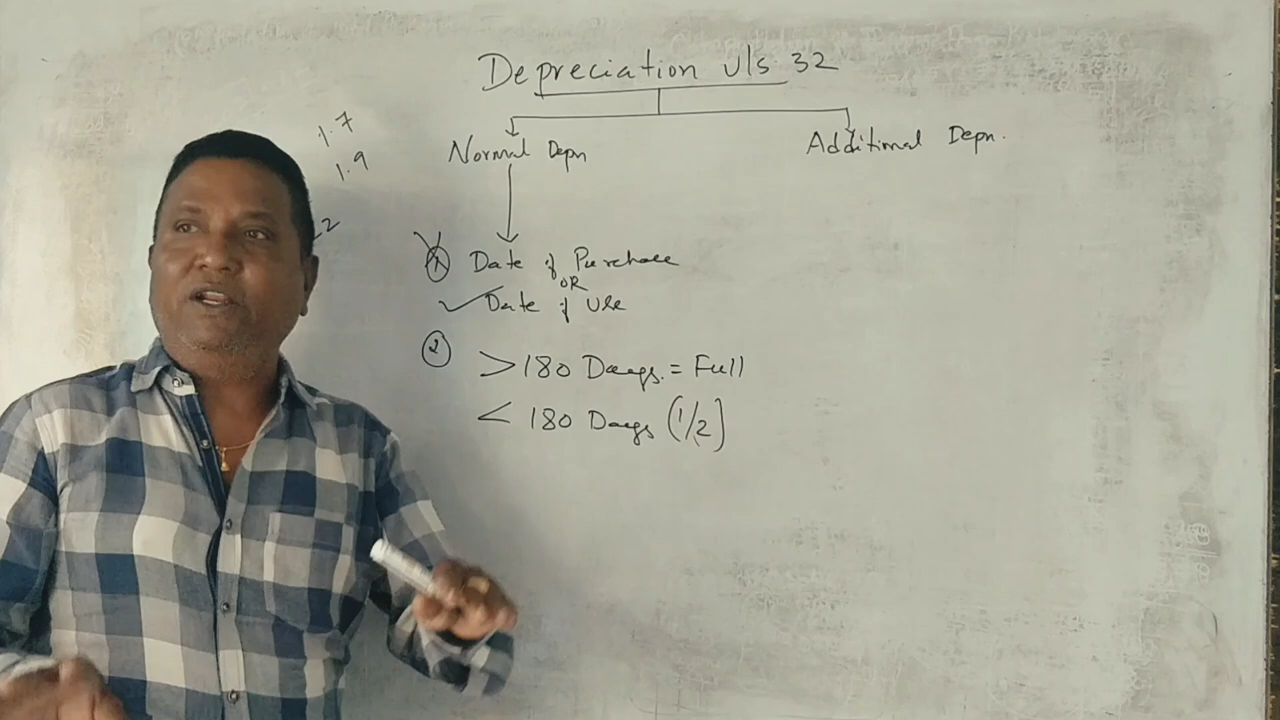 Depreciation u/s 32
Normal Depn
Additional Depn.
1.7
1.9
2
① Date of Purchase
OR
Date of Use
② >180 Days. = Full
< 180 Days (1/2)